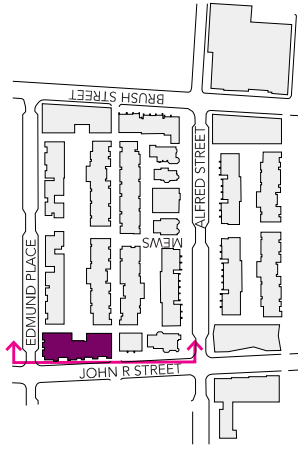 BRUSH STREET
ALFRED STREET
MEWS
EDMUND PLACE
JOHN R STREET